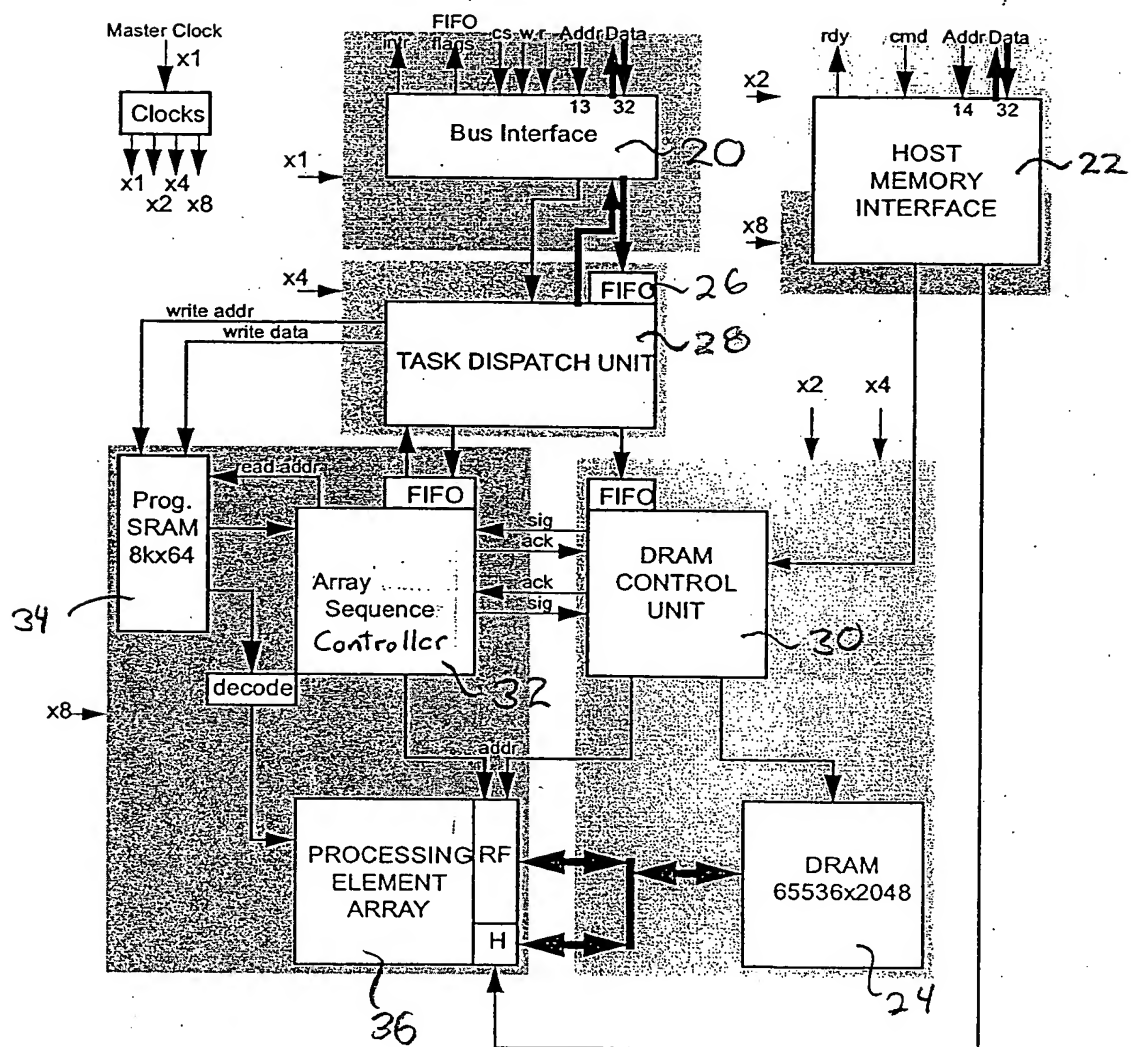 Master Clock
x1
Clocks
x1 x4
x2 x8
FIFO
intr flags cs w r Addr Data
13 32
Bus Interface
20
x1
rdy cmd Addr Data
x2
14 32
HOST
MEMORY
INTERFACE
22
x8
x4
FIFO
26
TASK DISPATCH UNIT
28
write addr
write data
x2 x4
read addr
Prog.
SRAM
8kx64
34
FIFO
Array
Sequence
Controller
32
sig
ack
ack
sig
FIFO
DRAM
CONTROL
UNIT
30
decode
x8
addr
PROCESSING
ELEMENT
ARRAY
RF
H
36
DRAM
65536x2048
24